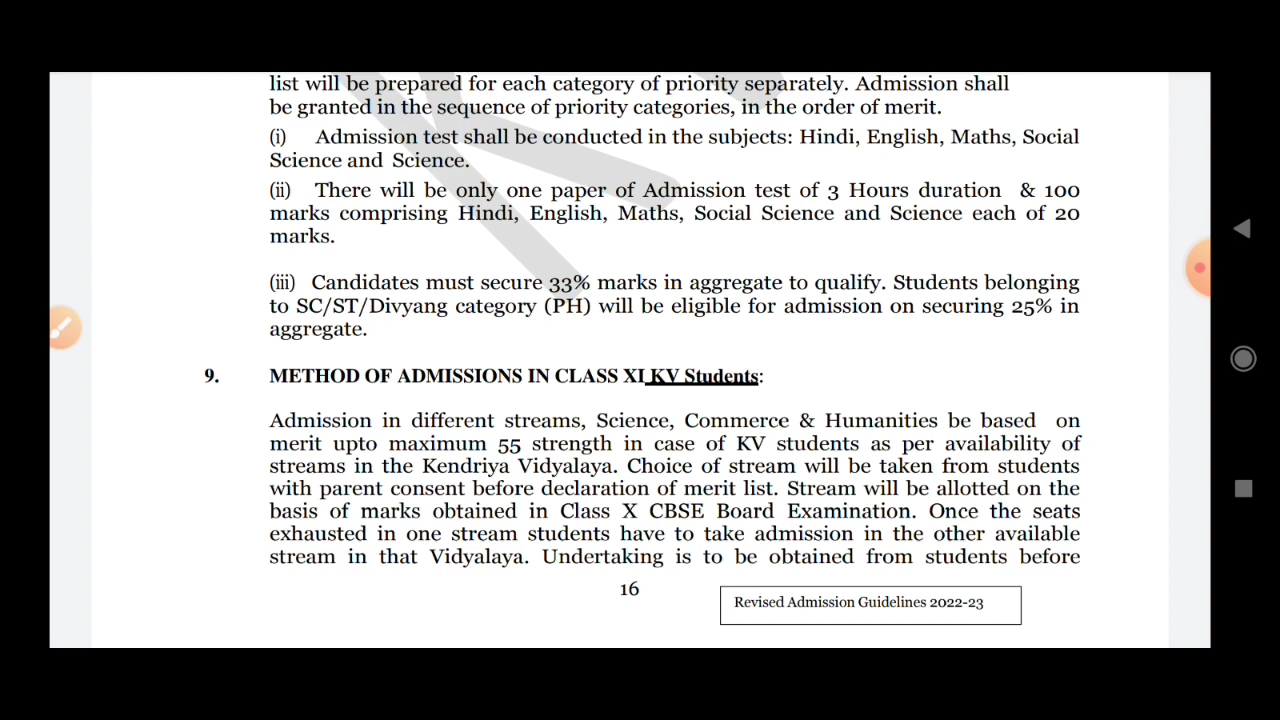 list will be prepared for each category of priority separately. Admission shall
be granted in the sequence of priority categories, in the order of merit.
(i) Admission test shall be conducted in the subjects: Hindi, English, Maths, Social
Science and Science.
(ii) There will be only one paper of Admission test of 3 Hours duration & 100
marks comprising Hindi, English, Maths, Social Science and Science each of 20
marks.
(iii) Candidates must secure 33% marks in aggregate to qualify. Students belonging
to SC/ST/Divyang category (PH) will be eligible for admission on securing 25% in
aggregate.
9. METHOD OF ADMISSIONS IN CLASS XI KV Students:
Admission in different streams, Science, Commerce & Humanities be based on
merit upto maximum 55 strength in case of KV students as per availability of
streams in the Kendriya Vidyalaya. Choice of stream will be taken from students
with parent consent before declaration of merit list. Stream will be allotted on the
basis of marks obtained in Class X CBSE Board Examination. Once the seats
exhausted in one stream students have to take admission in the other available
stream in that Vidyalaya. Undertaking is to be obtained from students before
16
Revised Admission Guidelines 2022-23